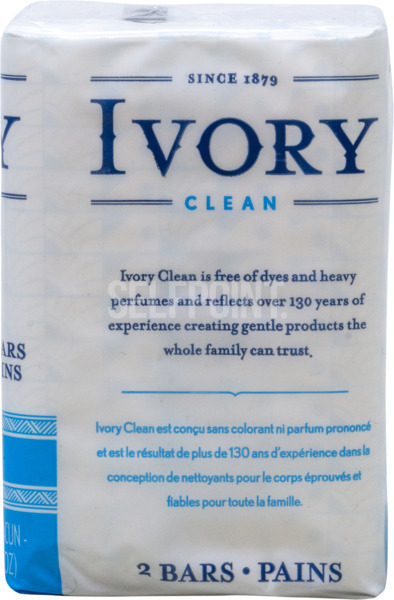 SINCE 1879
IVORY
CLEAN
Ivory Clean is free of dyes and heavy
perfumes and reflects over 130 years of
experience creating gentle products the
whole family can trust.
SELFPOINT.
Ivory Clean est conçu sans colorant ni parfum prononcé
et est le résultat de plus de 130 ans d'expérience dans la
conception de nettoyants pour le corps éprouvés et
fiables pour toute la famille.
2 BARS • PAINS